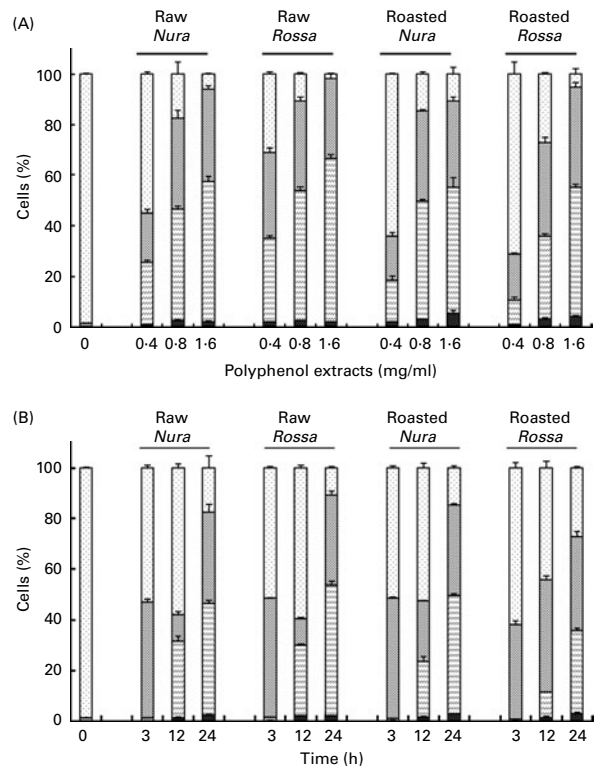 (A)
Raw Raw Roasted Roasted
Nura Rossa Nura Rossa
100
80
60
40
20
0
Cells (%)
0 0·4 0·8 1·6 0·4 0·8 1·6 0·4 0·8 1·6 0·4 0·8 1·6
Polyphenol extracts (mg/ml)
(B)
Raw Raw Roasted Roasted
Nura Rossa Nura Rossa
100
80
60
40
20
0
Cells (%)
0 3 12 24 3 12 24 3 12 24 3 12 24
Time (h)